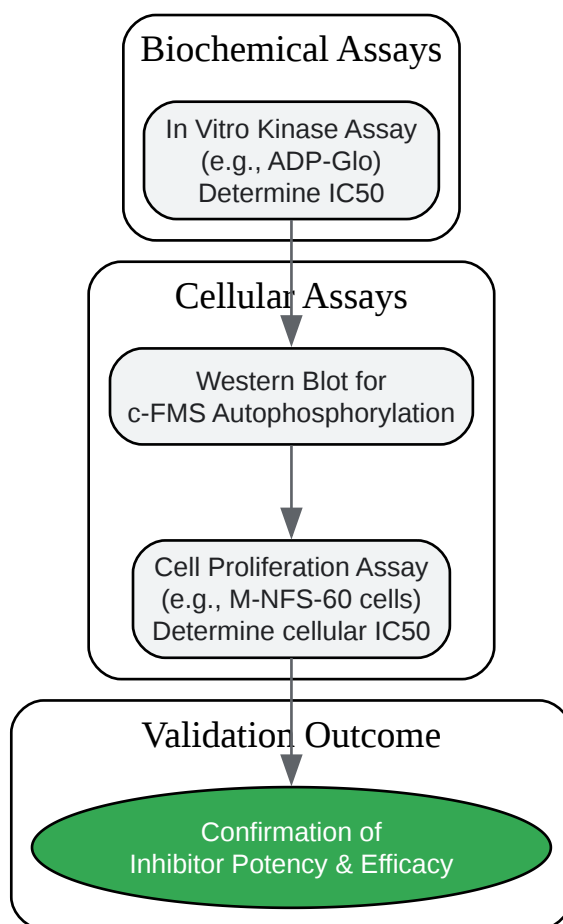 Biochemical Assays
In Vitro Kinase Assay
(e.g., ADP-Glo)
Determine IC50
Cellular Assays
Western Blot for
c-FMS Autophosphorylation
Cell Proliferation Assay
(e.g., M-NFS-60 cells)
Determine cellular IC50
Validation Outcome
Confirmation of
Inhibitor Potency & Efficacy